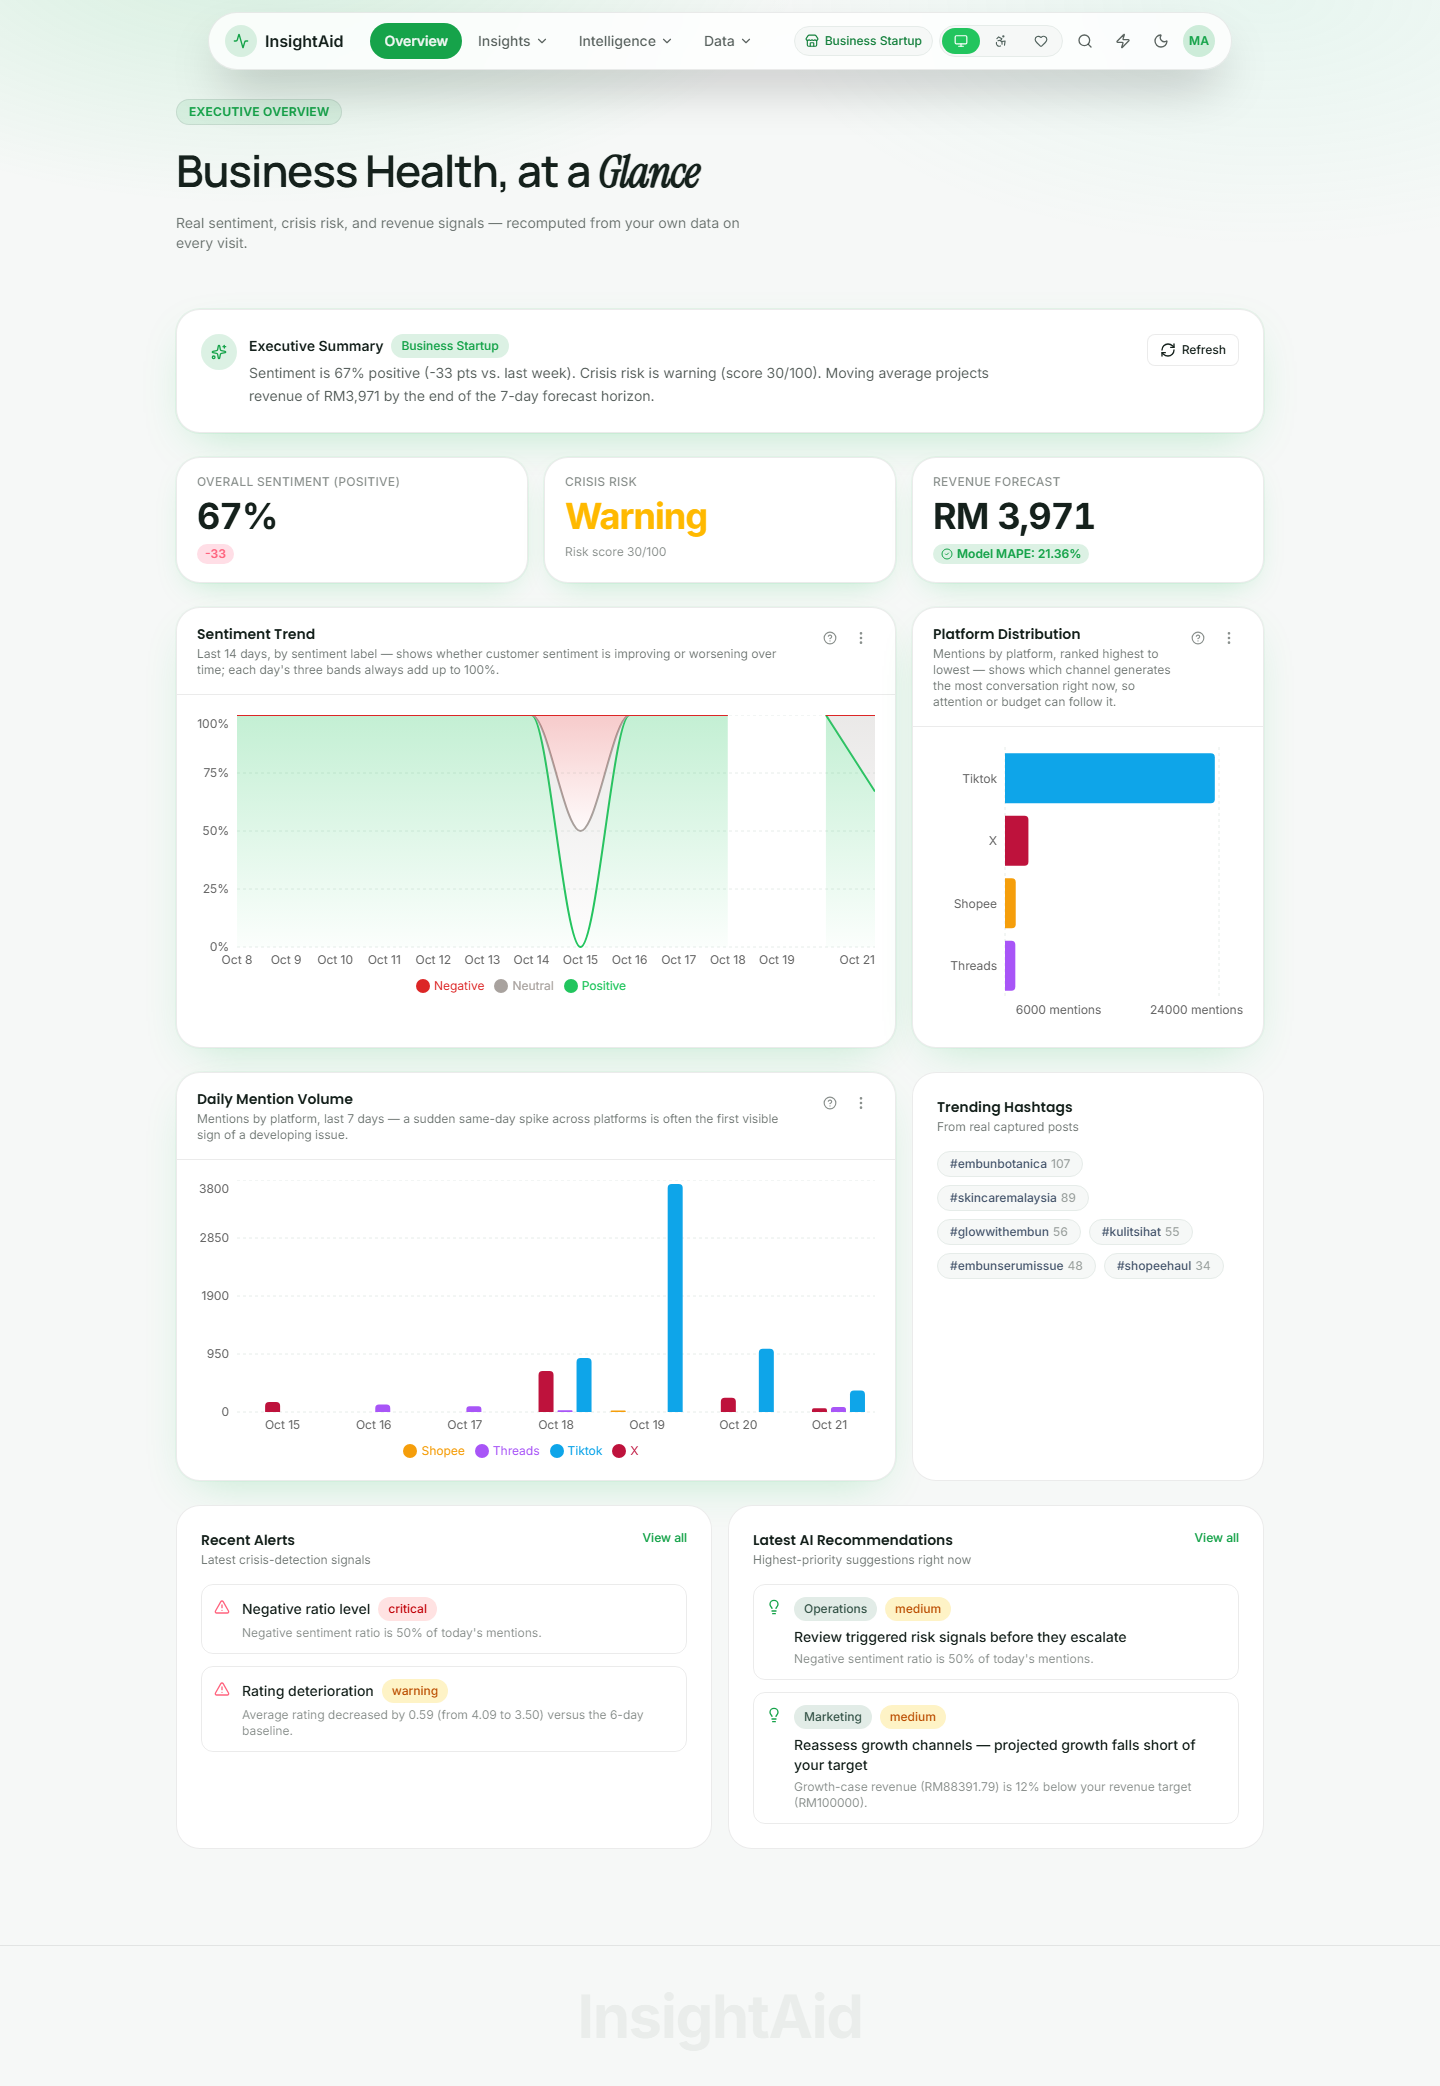 InsightAid
Overview
Insights
Intelligence
Data
Business Startup
MA
EXECUTIVE OVERVIEW
Business Health, at a Glance
Real sentiment, crisis risk, and revenue signals — recomputed from your own data on
every visit.
Executive Summary
Business Startup
Refresh
Sentiment is 67% positive (-33 pts vs. last week). Crisis risk is warning (score 30/100). Moving average projects
revenue of RM3,971 by the end of the 7-day forecast horizon.
OVERALL SENTIMENT (POSITIVE)
67%
-33
CRISIS RISK
Warning
Risk score 30/100
REVENUE FORECAST
RM 3,971
Model MAPE: 21.36%
Sentiment Trend
Last 14 days, by sentiment label — shows whether customer sentiment is improving or worsening over
time; each day's three bands always add up to 100%.
100%
75%
50%
25%
0%
Oct 8 Oct 9 Oct 10 Oct 11 Oct 12 Oct 13 Oct 14 Oct 15 Oct 16 Oct 17 Oct 18 Oct 19 Oct 21
Negative Neutral Positive
Platform Distribution
Mentions by platform, ranked highest to
lowest — shows which channel generates
the most conversation right now, so
attention or budget can follow it.
Tiktok
X
Shopee
Threads
6000 mentions 24000 mentions
Daily Mention Volume
Mentions by platform, last 7 days — a sudden same-day spike across platforms is often the first visible
sign of a developing issue.
3800
2850
1900
950
0
Oct 15 Oct 16 Oct 17 Oct 18 Oct 19 Oct 20 Oct 21
Shopee Threads Tiktok X
Trending Hashtags
From real captured posts
#embunbotanica 107
#skincaremalaysia 89
#glowwithembun 56 #kulitsihat 55
#embunserumissue 48 #shopeehaul 34
Recent Alerts
View all
Latest crisis-detection signals
Negative ratio level critical
Negative sentiment ratio is 50% of today's mentions.
Rating deterioration warning
Average rating decreased by 0.59 (from 4.09 to 3.50) versus the 6-day
baseline.
Latest AI Recommendations
View all
Highest-priority suggestions right now
Operations medium
Review triggered risk signals before they escalate
Negative sentiment ratio is 50% of today's mentions.
Marketing medium
Reassess growth channels — projected growth falls short of
your target
Growth-case revenue (RM88391.79) is 12% below your revenue target
(RM100000).
InsightAid